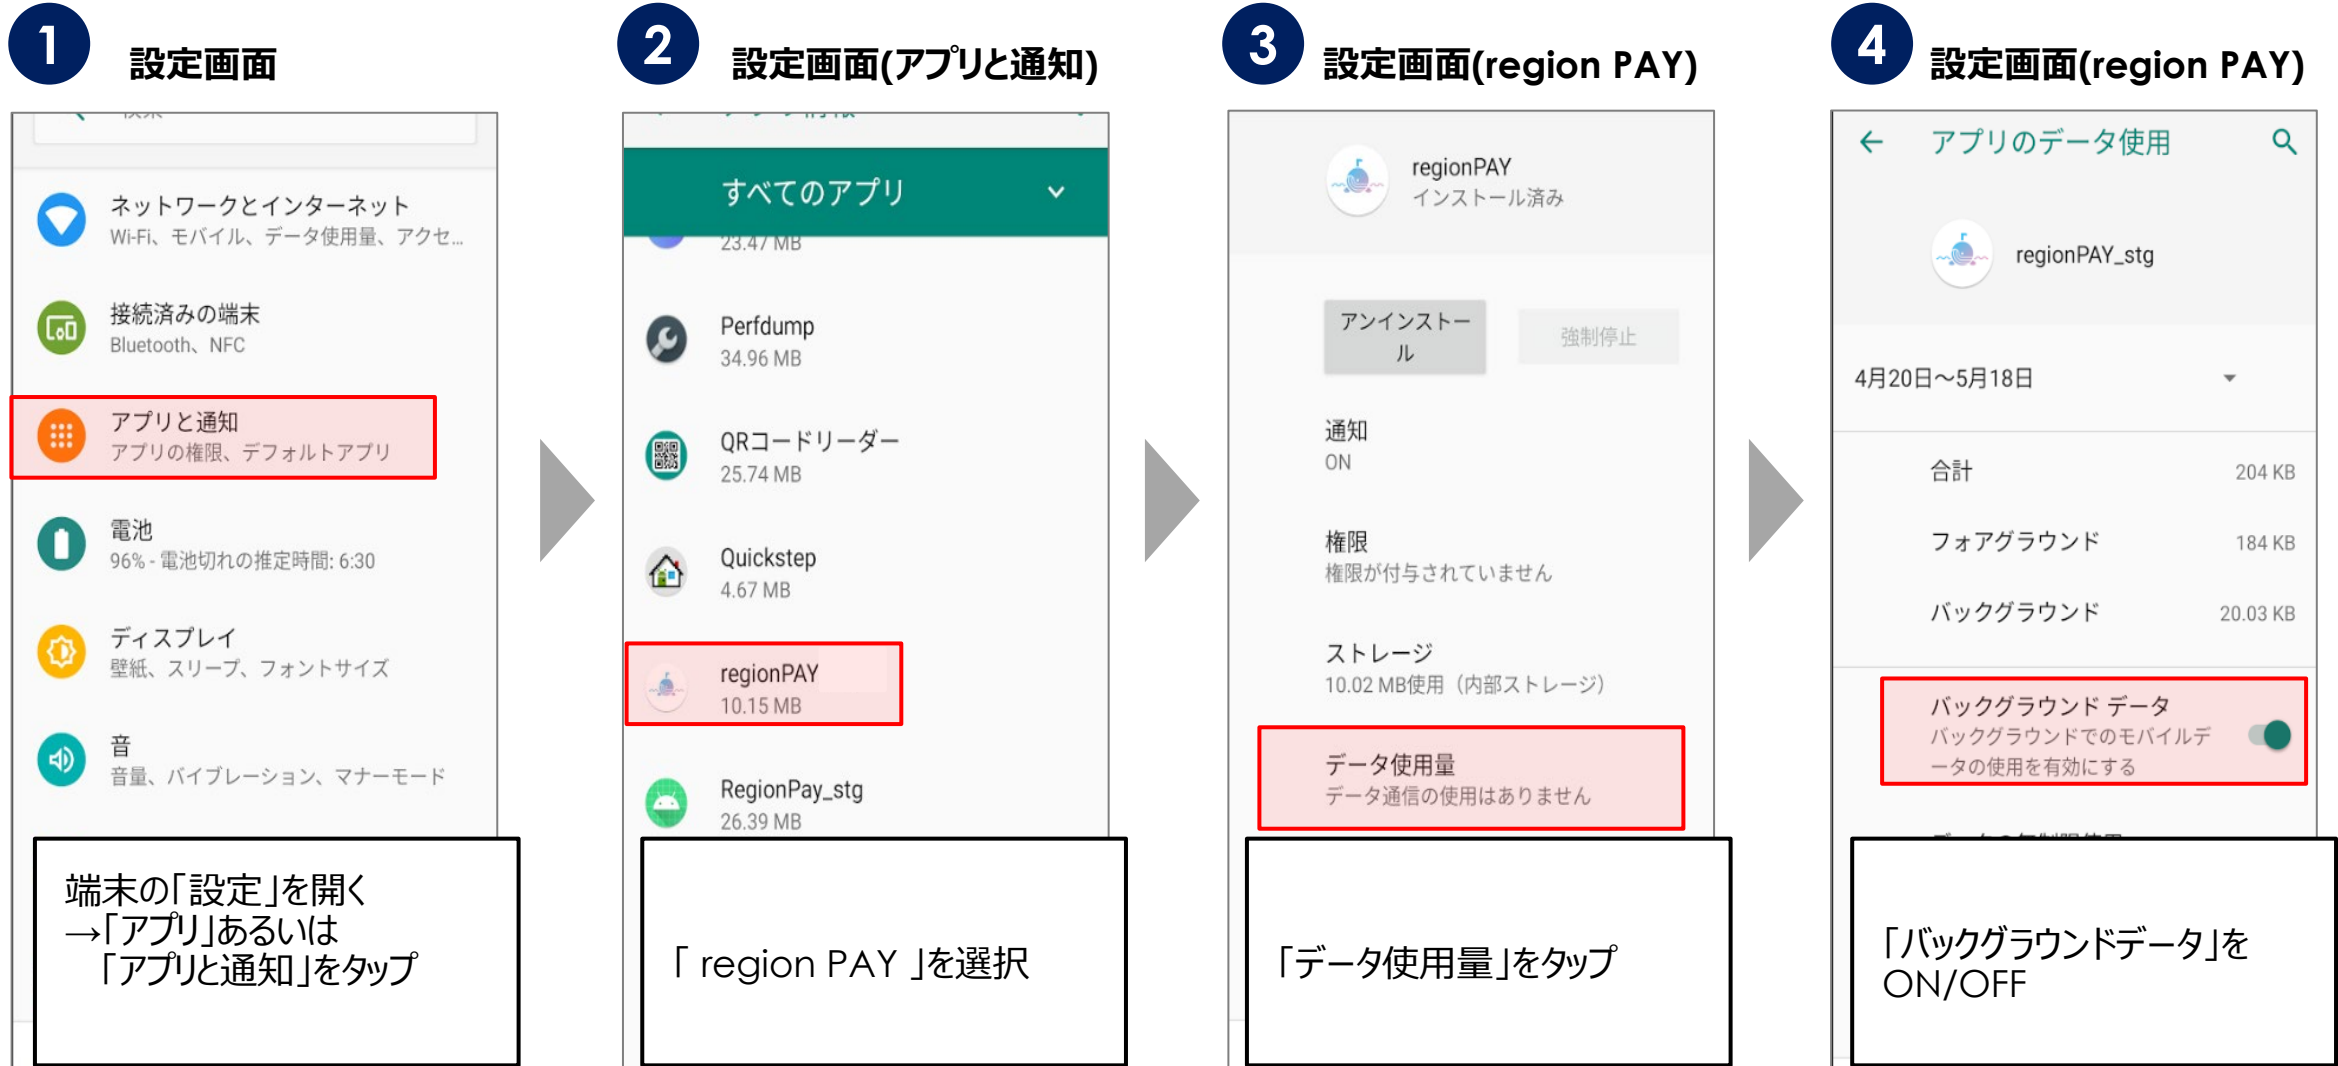 1
設定画面
ネットワークとインターネット
Wi-Fi、モバイル、データ使用量、アクセ...
接続済みの端末
Bluetooth、NFC
アプリと通知
アプリの権限、デフォルトアプリ
電池
96% - 電池切れの推定時間: 6:30
ディスプレイ
壁紙、スリープ、フォントサイズ
音
音量、バイブレーション、マナーモード
端末の「設定」を開く
→「アプリ」あるいは
「アプリと通知」をタップ
2
設定画面(アプリと通知)
すべてのアプリ
23.47 MB
Perfdump
34.96 MB
QRコードリーダー
25.74 MB
Quickstep
4.67 MB
regionPAY
10.15 MB
RegionPay_stg
26.39 MB
「 region PAY 」を選択
3
設定画面(region PAY)
regionPAY
インストール済み
アンインストー
ル
強制停止
通知
ON
権限
権限が付与されていません
ストレージ
10.02 MB使用（内部ストレージ）
データ使用量
データ通信の使用はありません
「データ使用量」をタップ
4
設定画面(region PAY)
アプリのデータ使用
regionPAY_stg
4月20日～5月18日
合計
204 KB
フォアグラウンド
184 KB
バックグラウンド
20.03 KB
バックグラウンド データ
バックグラウンドでのモバイルデ
ータの使用を有効にする
「バックグラウンドデータ」を
ON/OFF